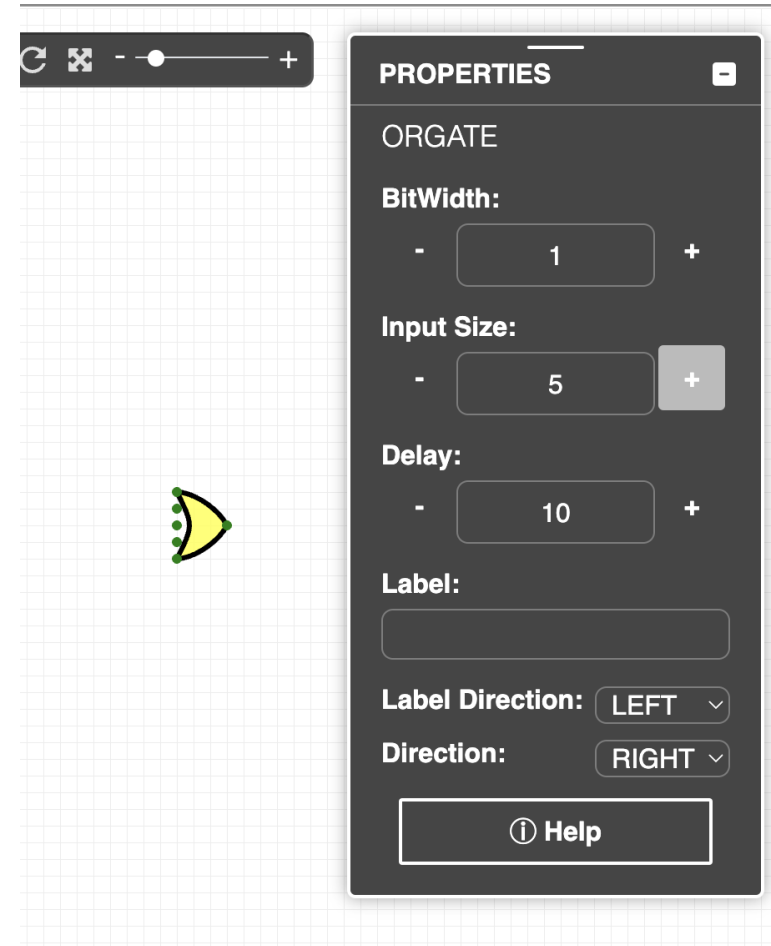 - +
PROPERTIES
-
ORGATE
BitWidth:
- 1 +
Input Size:
- 5 +
Delay:
- 10 +
Label:
Label Direction: LEFT
Direction: RIGHT
ⓘ Help